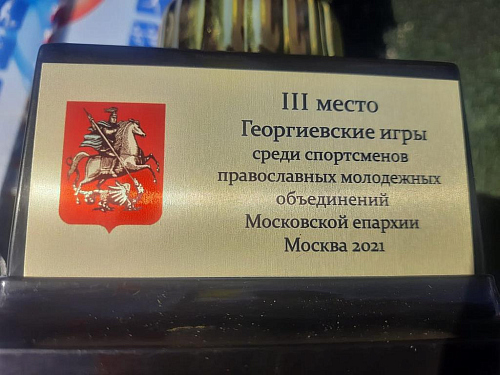 III место
Георгиевские игры
среди спортсменов
православных молодежных
объединений
Московской епархии
Москва 2021